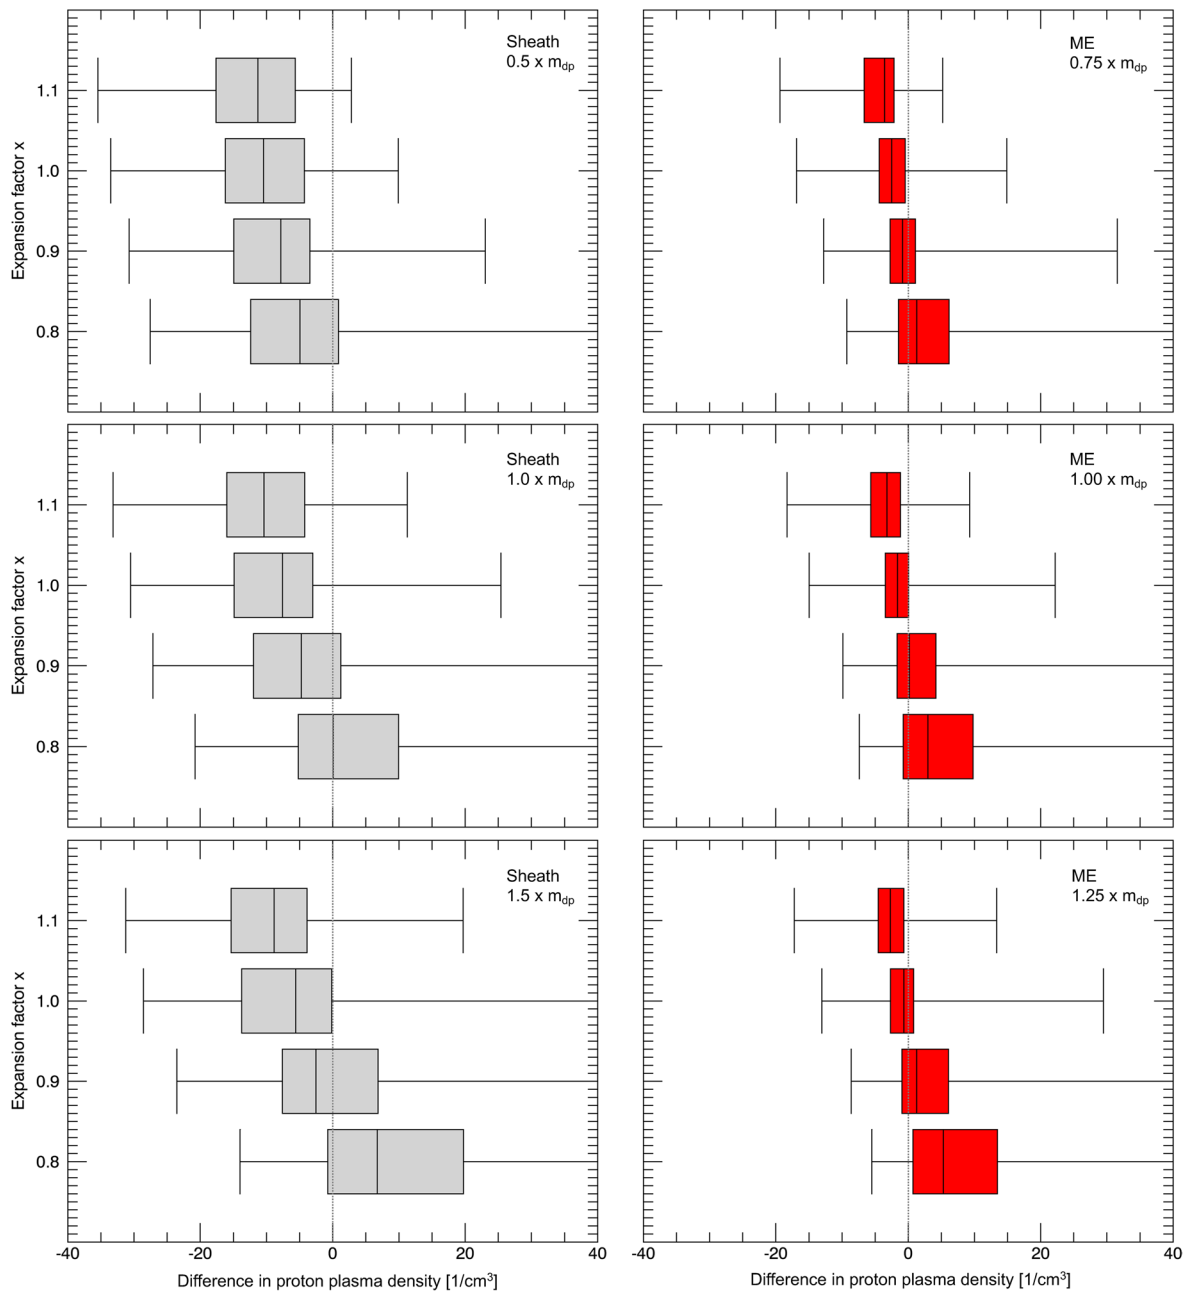 Sheath
0.5 x mdp
ME
0.75 x mdp
Expansion factor x
1.1
1.0
0.9
0.8
Sheath
1.0 x mdp
ME
1.00 x mdp
Expansion factor x
1.1
1.0
0.9
0.8
Sheath
1.5 x mdp
ME
1.25 x mdp
Expansion factor x
1.1
1.0
0.9
0.8
-40 -20 0 20 40
-40 -20 0 20 40
Difference in proton plasma density [1/cm³]
Difference in proton plasma density [1/cm³]